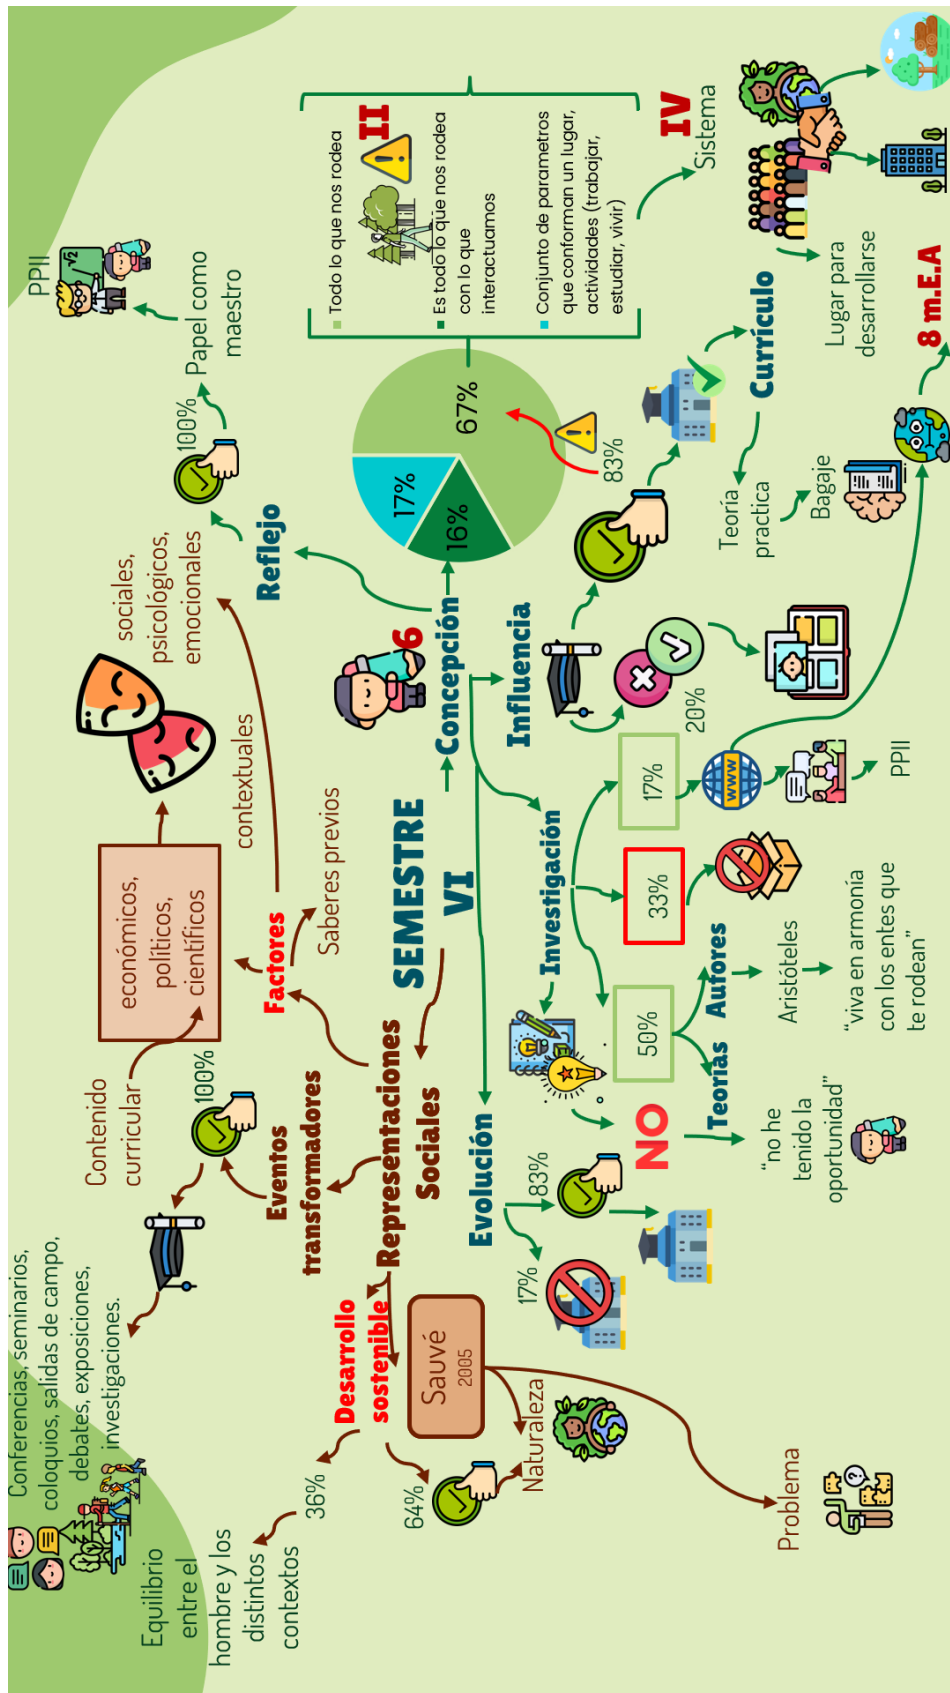 Conferencias, seminarios,
coloquios, salidas de campo,
debates, exposiciones,
investigaciones.
Contenido
curricular
100%
económicos,
políticos,
científicos
Factores
contextuales
Saberes previos
sociales,
psicológicos,
emocionales
Eventos
transformadores
Representaciones
Sociales
Desarrollo
sostenible
Equilibrio
entre el
hombre y los
distintos
contextos
36%
64%
Sauvé
2005
Naturaleza
Problema
SEMESTRE
VI
6
Concepción
Reflejo
100%
Papel como
maestro
PPII
√2
67%
17%
16%
Todo lo que nos rodea
II
Es todo lo que nos rodea
con lo que
interactuamos
Conjunto de parametros
que conforman un lugar,
actividades (trabajar,
estudiar, vivir)
IV
Sistema
Lugar para
desarrollarse
83%
Currículo
Teoría
practica
Bagaje
Influencia
20%
Evolución
17%
83%
Investigación
NO
"no he
tenido la
oportunidad"
50%
Teorías
Autores
Aristóteles
"viva en armonía
con los entes que
te rodean"
33%
17%
WWW
PPII
8 m.E.A